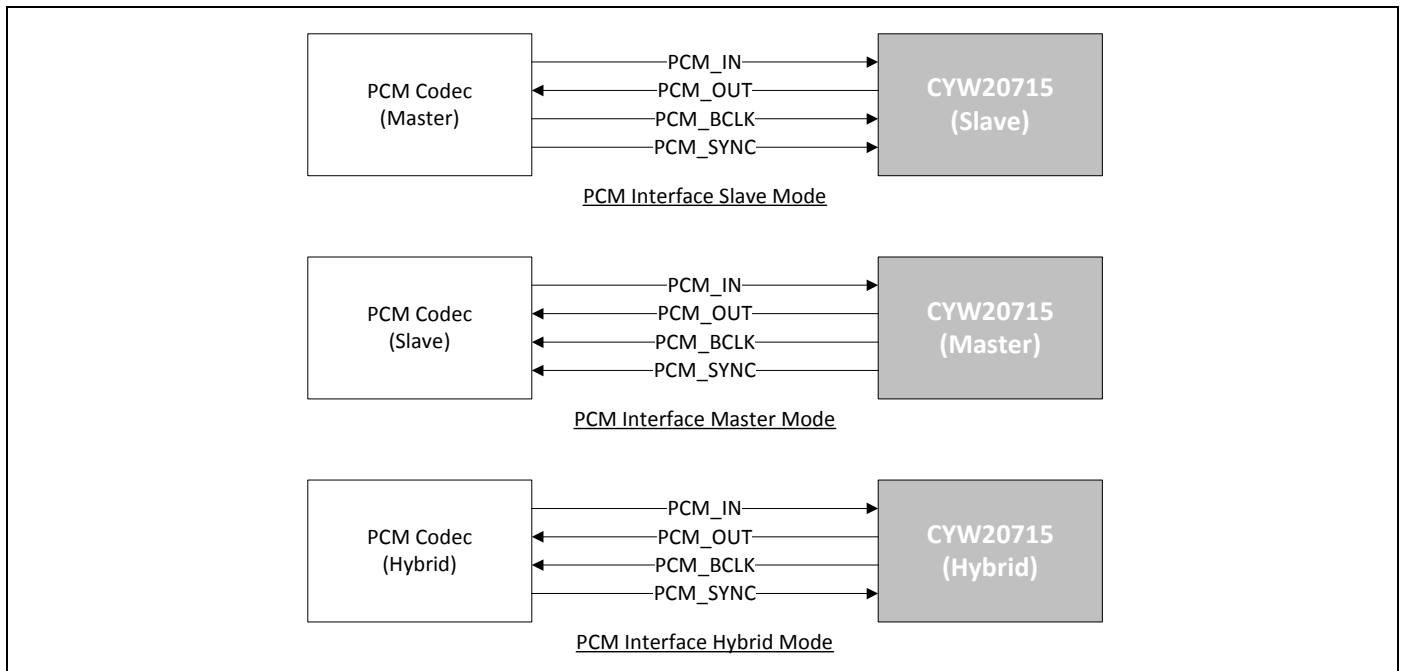 PCM Codec
(Master)
PCM_IN
PCM_OUT
PCM_BCLK
PCM_SYNC
CYW20715
(Slave)
PCM Interface Slave Mode
PCM Codec
(Slave)
PCM_IN
PCM_OUT
PCM_BCLK
PCM_SYNC
CYW20715
(Master)
PCM Interface Master Mode
PCM Codec
(Hybrid)
PCM_IN
PCM_OUT
PCM_BCLK
PCM_SYNC
CYW20715
(Hybrid)
PCM Interface Hybrid Mode